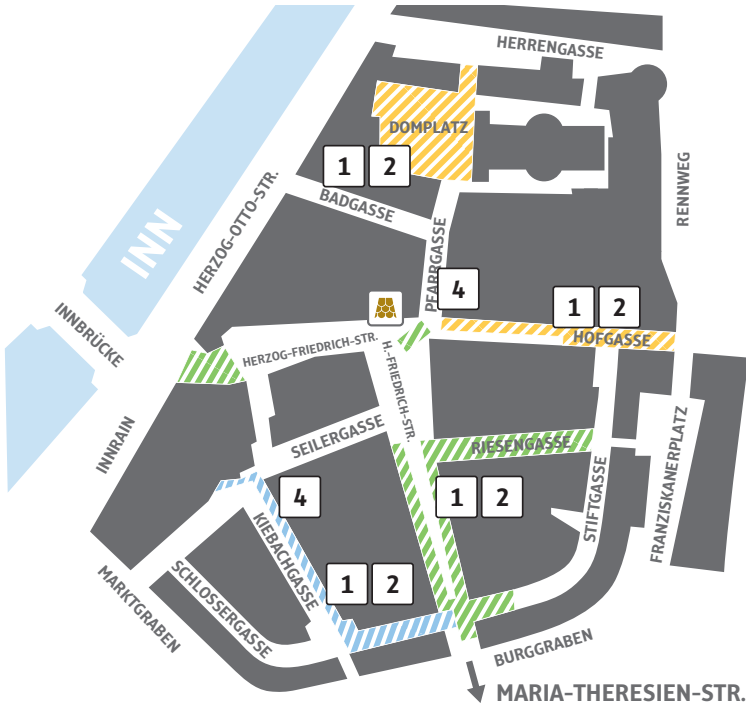 HERRENGASSE
DOMPLATZ
1 2
BADGASSE
RENNWEG
HERZOG-OTTO-STR.
INN
PFARRGASSE
4
1 2
HOFGASSE
INNBRÜCKE
HERZOG-FRIEDRICH-STR.
H.-FRIEDRICH-STR.
INNRAIN
SEILERGASSE
RIESENGASSE
FRANZISKANERPLATZ
STIFTGASSE
4
1 2
KIEBACHGASSE
1 2
SCHLOSSERGASSE
MARKTGRABEN
BURGGRABEN
MARIA-THERESIEN-STR.